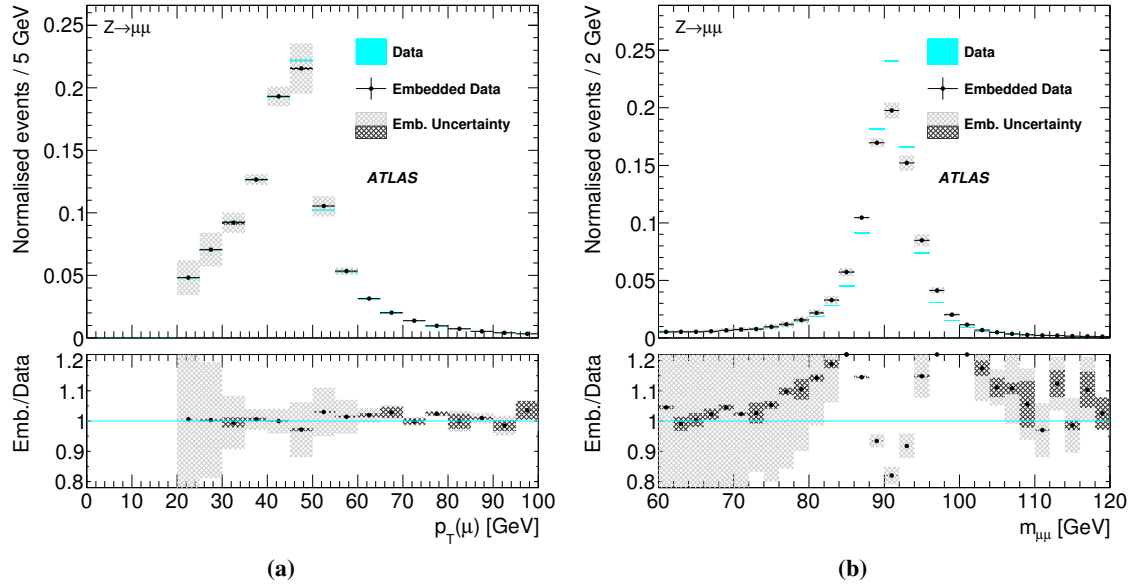 Normalised events / 5 GeV
0.25
0.2
0.15
0.1
0.05
0
Z→μμ
Data
Embedded Data
Emb. Uncertainty
ATLAS
Emb./Data
1.2
1.1
1
0.9
0.8
0 10 20 30 40 50 60 70 80 90 100
p_T(μ) [GeV]
(a)
Normalised events / 2 GeV
0.25
0.2
0.15
0.1
0.05
0
Z→μμ
Data
Embedded Data
Emb. Uncertainty
ATLAS
Emb./Data
1.2
1.1
1
0.9
0.8
60 70 80 90 100 110 120
m_μμ [GeV]
(b)